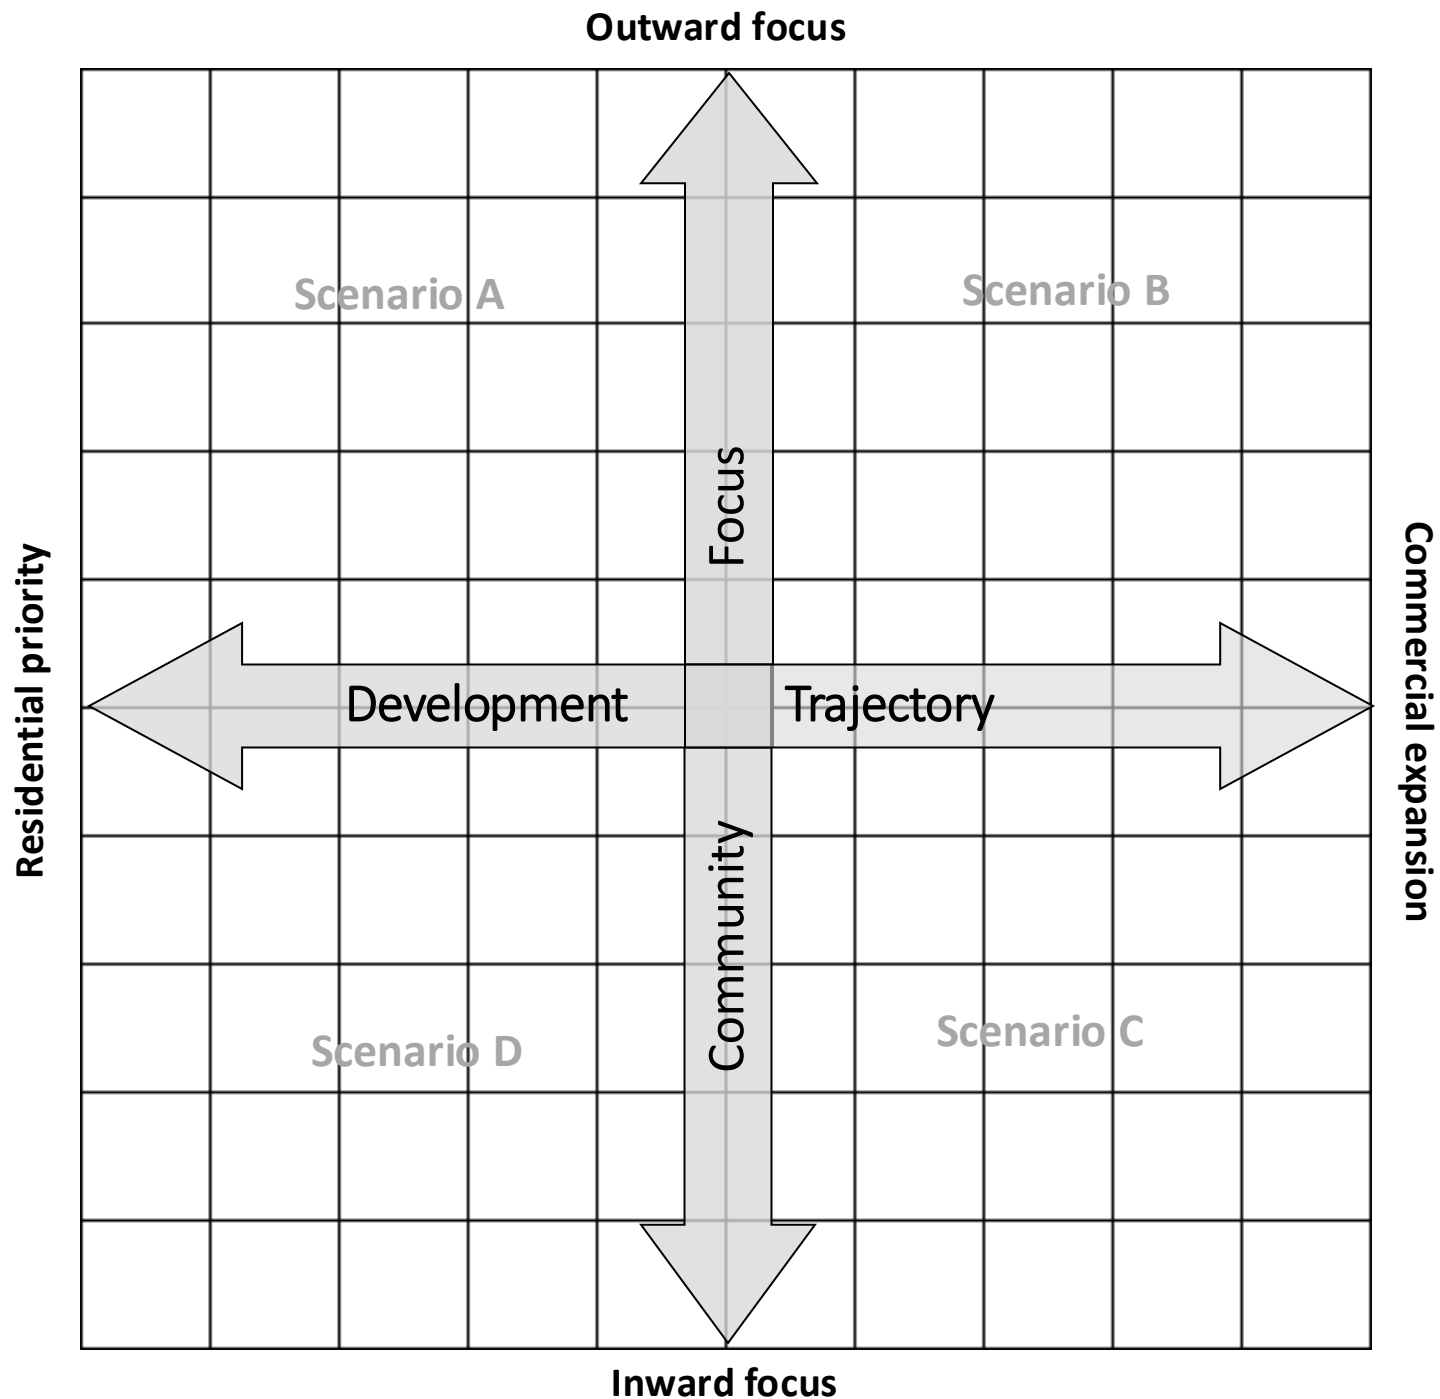 Outward focus
Scenario A
Scenario B
Community Focus
Residential priority
Development Trajectory
Commercial expansion
Scenario D
Scenario C
Inward focus